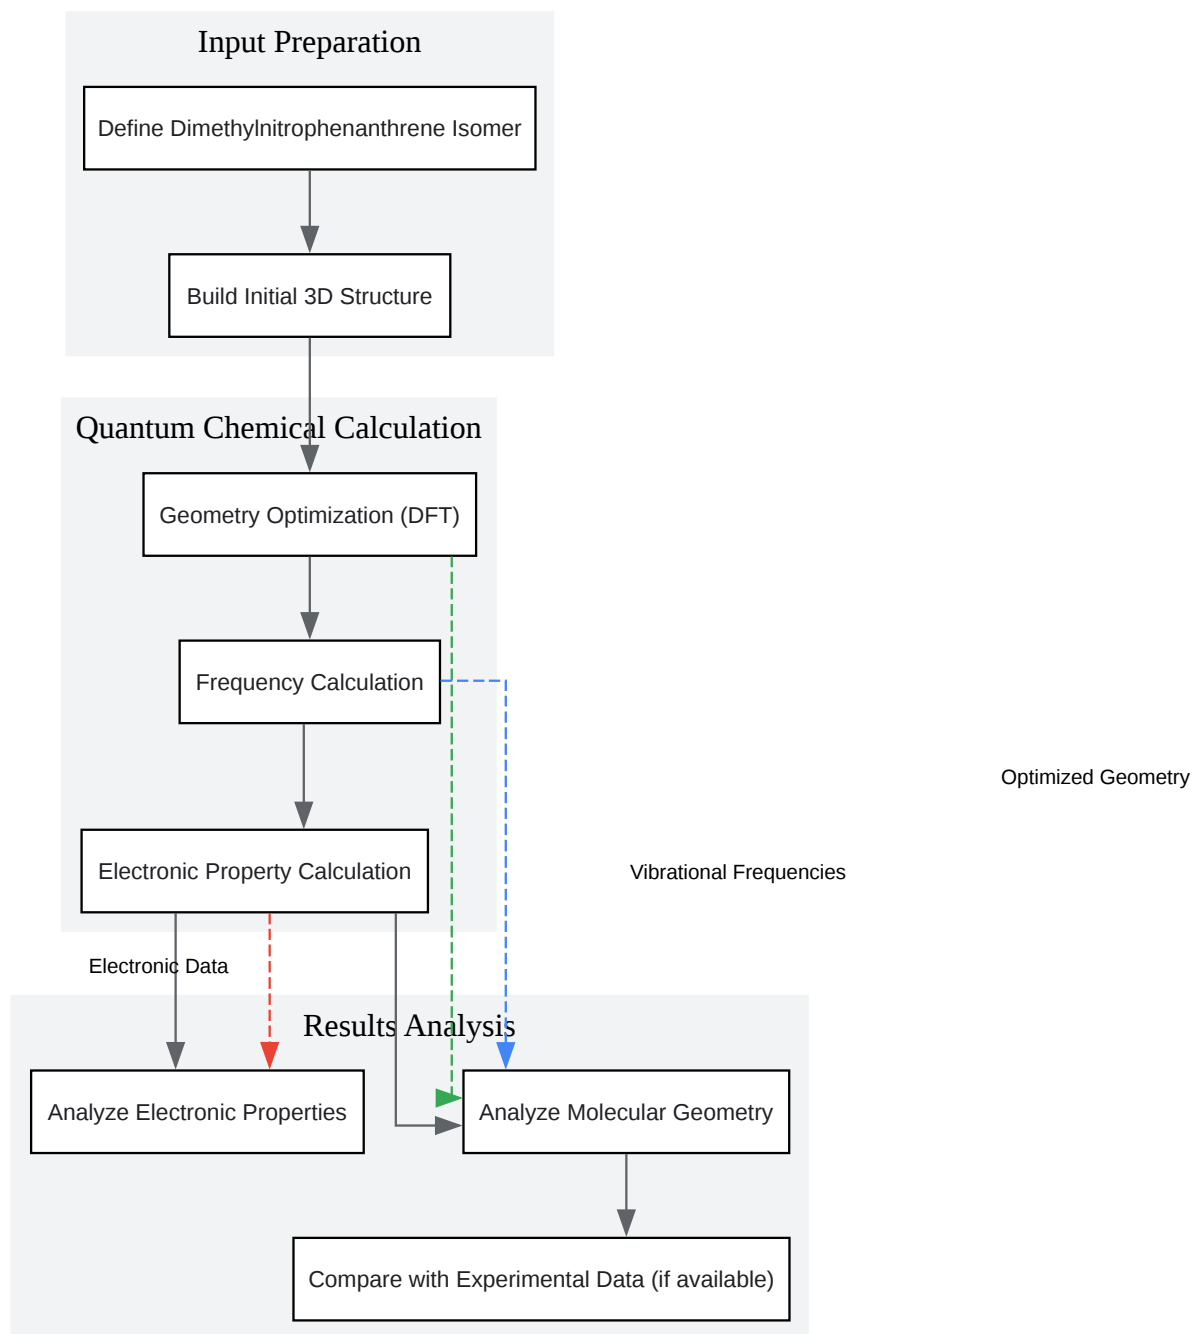 Input Preparation
Define Dimethylnitrophenanthrene Isomer
Build Initial 3D Structure
Quantum Chemical Calculation
Geometry Optimization (DFT)
Frequency Calculation
Optimized Geometry
Electronic Property Calculation
Vibrational Frequencies
Electronic Data
Results Analysis
Analyze Electronic Properties
Analyze Molecular Geometry
Compare with Experimental Data (if available)